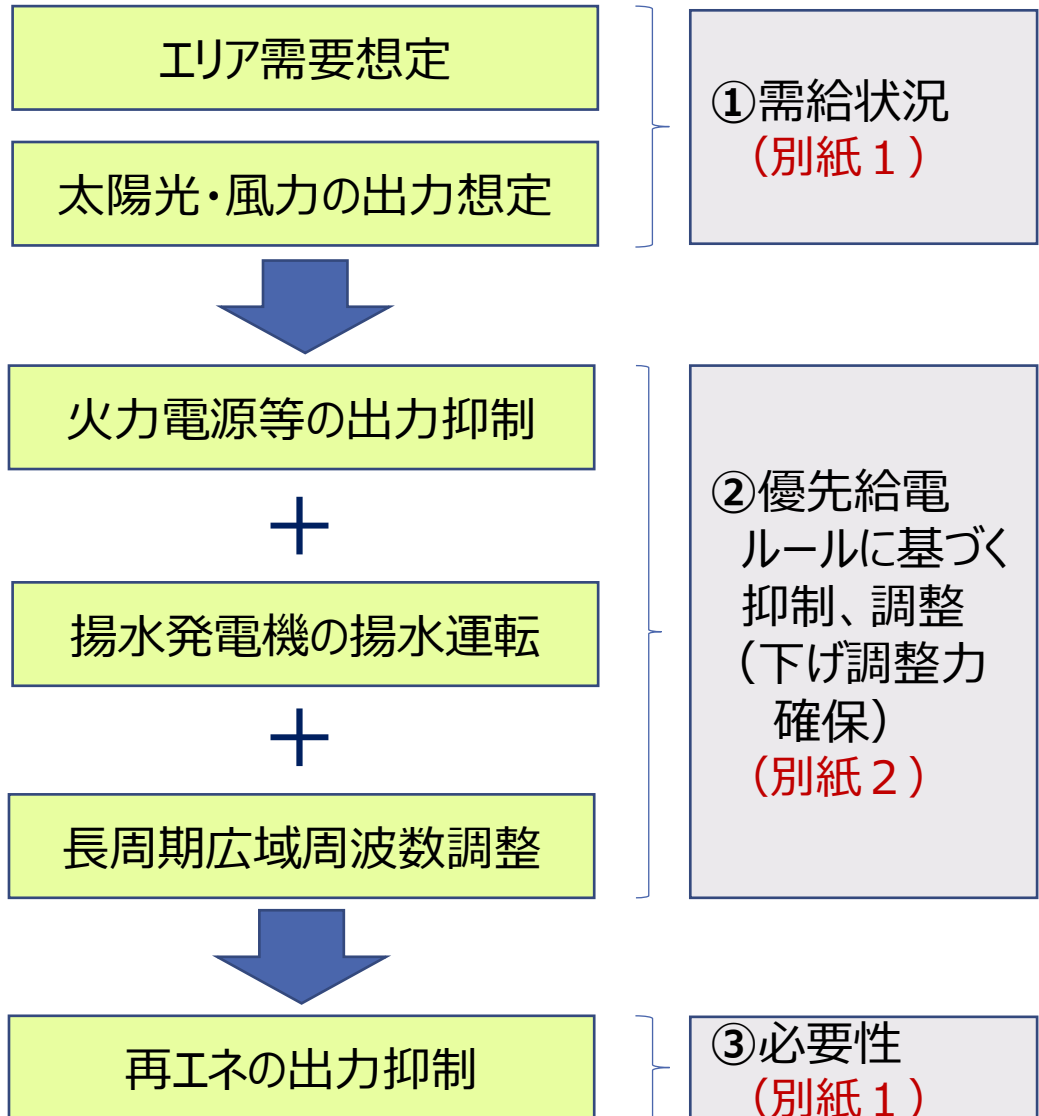 エリア需要想定
太陽光・風力の出力想定
①需給状況
（別紙１）
火力電源等の出力抑制
＋
揚水発電機の揚水運転
＋
長周期広域周波数調整
②優先給電
ルールに基づく
抑制、調整
（下げ調整力
確保）
（別紙２）
再エネの出力抑制
③必要性
（別紙１）